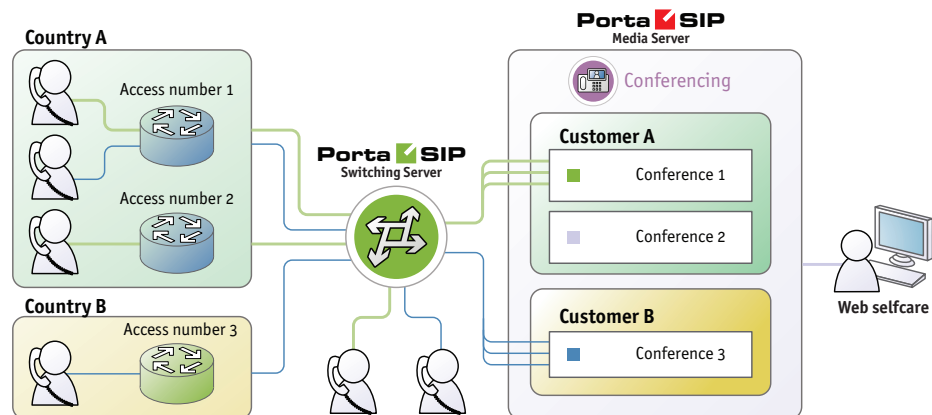 Country A
Access number 1
Access number 2
Country B
Access number 3
Porta SIP
Switching Server
Porta SIP
Media Server
Conferencing
Customer A
Conference 1
Conference 2
Customer B
Conference 3
Web selfcare